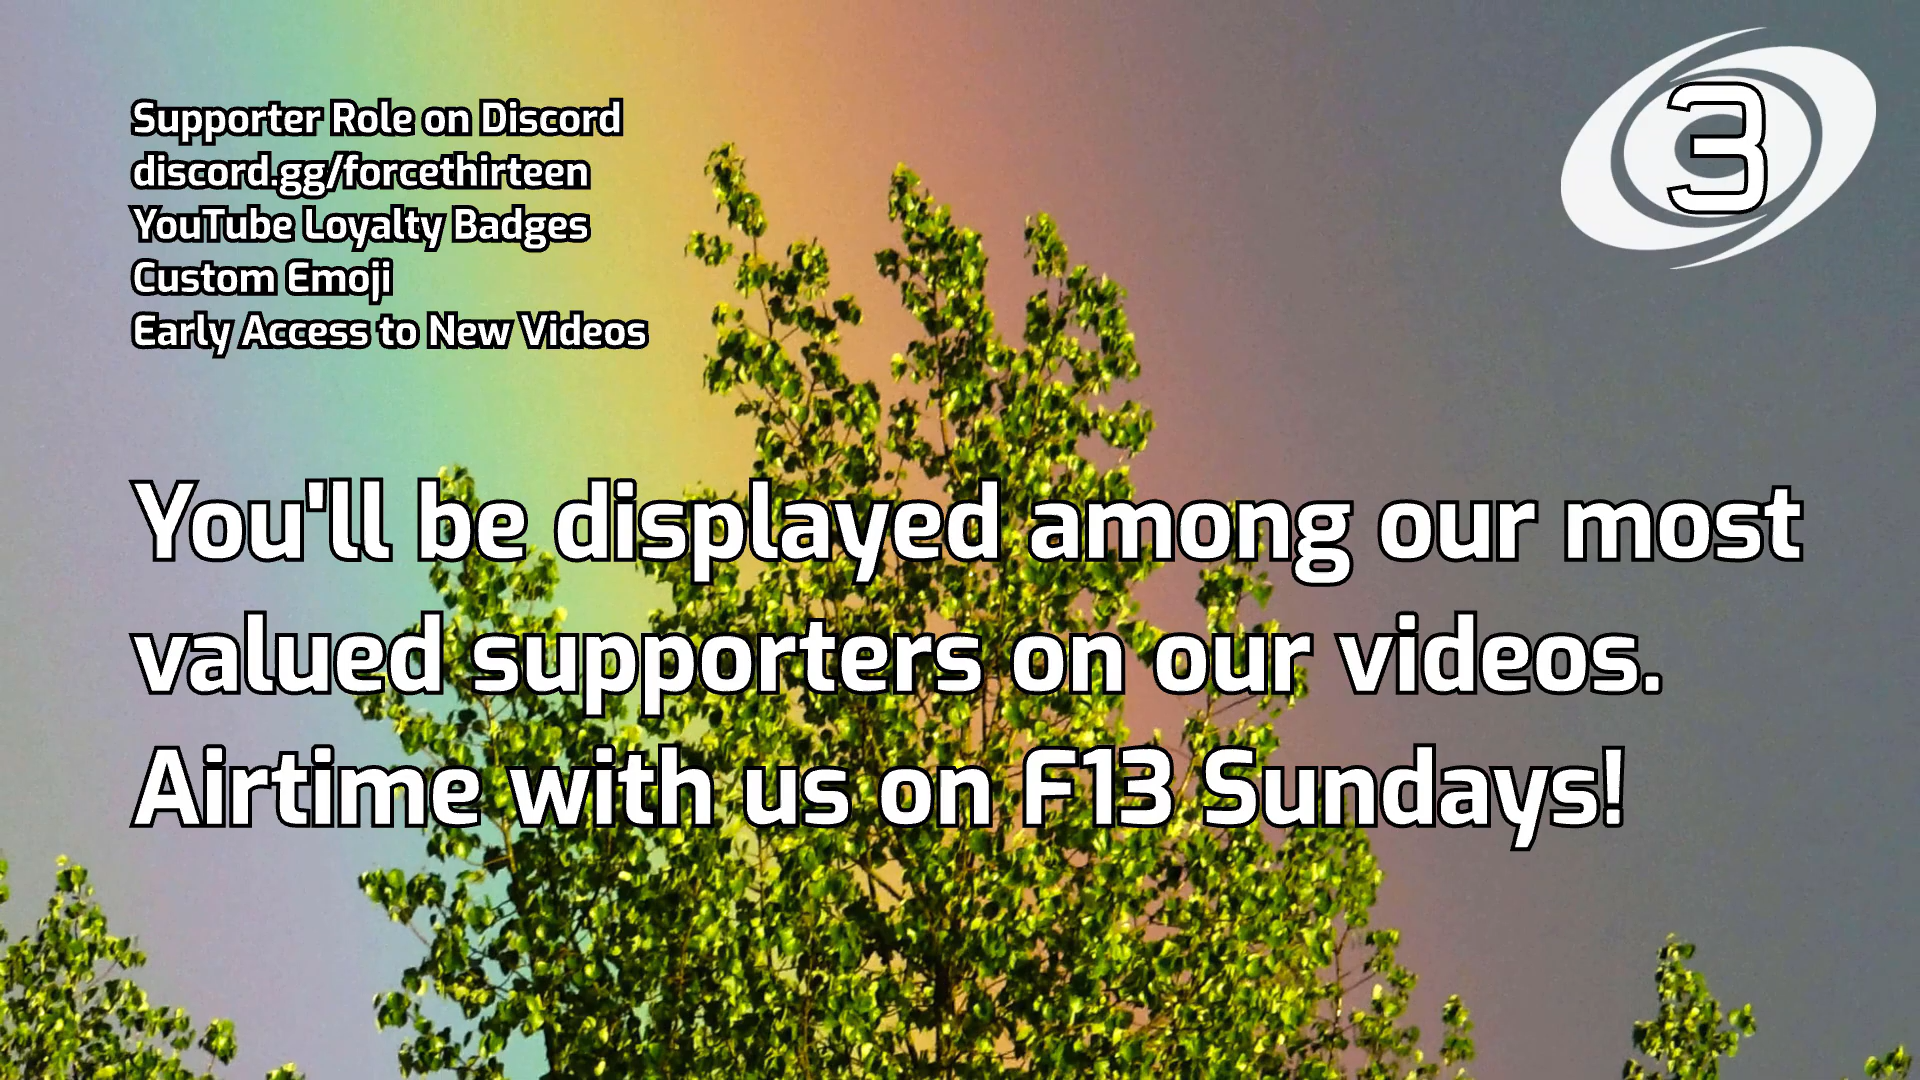 3
Supporter Role on Discord
discord.gg/forcethirteen
YouTube Loyalty Badges
Custom Emoji
Early Access to New Videos
You'll be displayed among our most
valued supporters on our videos.
Airtime with us on F13 Sundays!